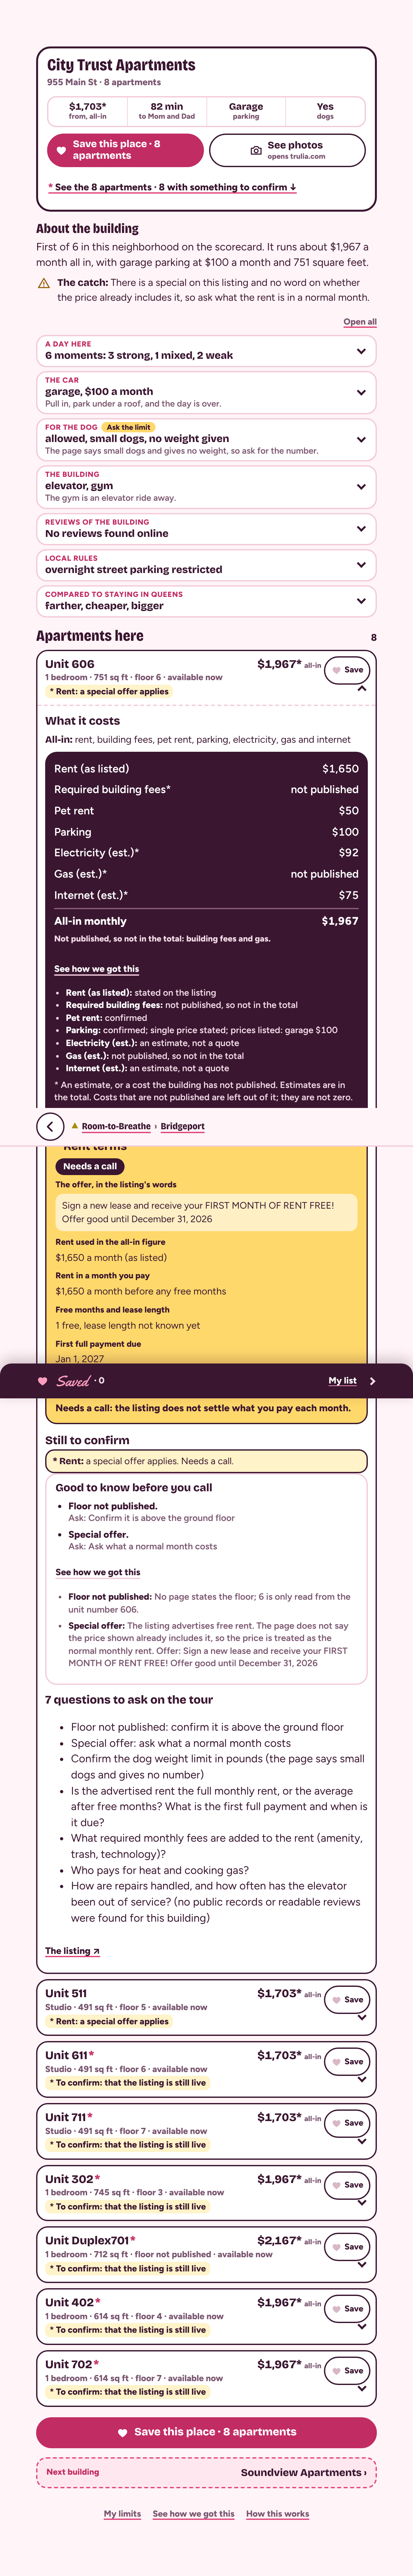 City Trust Apartments
955 Main St · 8 apartments
$1,703*
from, all-in
82 min
to Mom and Dad
Garage
parking
Yes
dogs
Save this place · 8
apartments
See photos
opens trulia.com
* See the 8 apartments · 8 with something to confirm ↓
About the building
First of 6 in this neighborhood on the scorecard. It runs about $1,967 a
month all in, with garage parking at $100 a month and 751 square feet.
The catch: There is a special on this listing and no word on whether
the price already includes it, so ask what the rent is in a normal month.
Open all
A DAY HERE
6 moments: 3 strong, 1 mixed, 2 weak
THE CAR
garage, $100 a month
Pull in, park under a roof, and the day is over.
FOR THE DOG Ask the limit
allowed, small dogs, no weight given
The page says small dogs and gives no weight, so ask for the number.
THE BUILDING
elevator, gym
The gym is an elevator ride away.
REVIEWS OF THE BUILDING
No reviews found online
LOCAL RULES
overnight street parking restricted
COMPARED TO STAYING IN QUEENS
farther, cheaper, bigger
Apartments here 8
Unit 606 $1,967* all-in Save
1 bedroom · 751 sq ft · floor 6 · available now
* Rent: a special offer applies
What it costs
All-in: rent, building fees, pet rent, parking, electricity, gas and internet
Rent (as listed) $1,650
Required building fees* not published
Pet rent $50
Parking $100
Electricity (est.)* $92
Gas (est.)* not published
Internet (est.)* $75
All-in monthly $1,967
Not published, so not in the total: building fees and gas.
See how we got this
• Rent (as listed): stated on the listing
• Required building fees: not published, so not in the total
• Pet rent: confirmed
• Parking: confirmed; single price stated; prices listed: garage $100
• Electricity (est.): an estimate, not a quote
• Gas (est.): not published, so not in the total
• Internet (est.): an estimate, not a quote
* An estimate, or a cost the building has not published. Estimates are in
the total. Costs that are not published are left out of it; they are not zero.
Room-to-Breathe › Bridgeport
Rent terms
Needs a call
The offer, in the listing's words
Sign a new lease and receive your FIRST MONTH OF RENT FREE!
Offer good until December 31, 2026
Rent used in the all-in figure
$1,650 a month (as listed)
Rent in a month you pay
$1,650 a month before any free months
Free months and lease length
1 free, lease length not known yet
First full payment due
Jan 1, 2027
Saved · 0 My list
Needs a call: the listing does not settle what you pay each month.
Still to confirm
* Rent: a special offer applies. Needs a call.
Good to know before you call
• Floor not published.
Ask: Confirm it is above the ground floor
• Special offer.
Ask: Ask what a normal month costs
See how we got this
• Floor not published: No page states the floor; 6 is only read from the
unit number 606.
• Special offer: The listing advertises free rent. The page does not say
the price shown already includes it, so the price is treated as the
normal monthly rent. Offer: Sign a new lease and receive your FIRST
MONTH OF RENT FREE! Offer good until December 31, 2026
7 questions to ask on the tour
• Floor not published: confirm it is above the ground floor
• Special offer: ask what a normal month costs
• Confirm the dog weight limit in pounds (the page says small
dogs and gives no number)
• Is the advertised rent the full monthly rent, or the average
after free months? What is the first full payment and when is
it due?
• What required monthly fees are added to the rent (amenity,
trash, technology)?
• Who pays for heat and cooking gas?
• How are repairs handled, and how often has the elevator
been out of service? (no public records or readable reviews
were found for this building)
The listing ↗
Unit 511 $1,703* all-in Save
Studio · 491 sq ft · floor 5 · available now
* Rent: a special offer applies
Unit 611* $1,703* all-in Save
Studio · 491 sq ft · floor 6 · available now
* To confirm: that the listing is still live
Unit 711* $1,703* all-in Save
Studio · 491 sq ft · floor 7 · available now
* To confirm: that the listing is still live
Unit 302* $1,967* all-in Save
1 bedroom · 745 sq ft · floor 3 · available now
* To confirm: that the listing is still live
Unit Duplex701* $2,167* all-in Save
1 bedroom · 712 sq ft · floor not published · available now
* To confirm: that the listing is still live
Unit 402* $1,967* all-in Save
1 bedroom · 614 sq ft · floor 4 · available now
* To confirm: that the listing is still live
Unit 702* $1,967* all-in Save
1 bedroom · 614 sq ft · floor 7 · available now
* To confirm: that the listing is still live
Save this place · 8 apartments
Next building Soundview Apartments ›
My limits See how we got this How this works